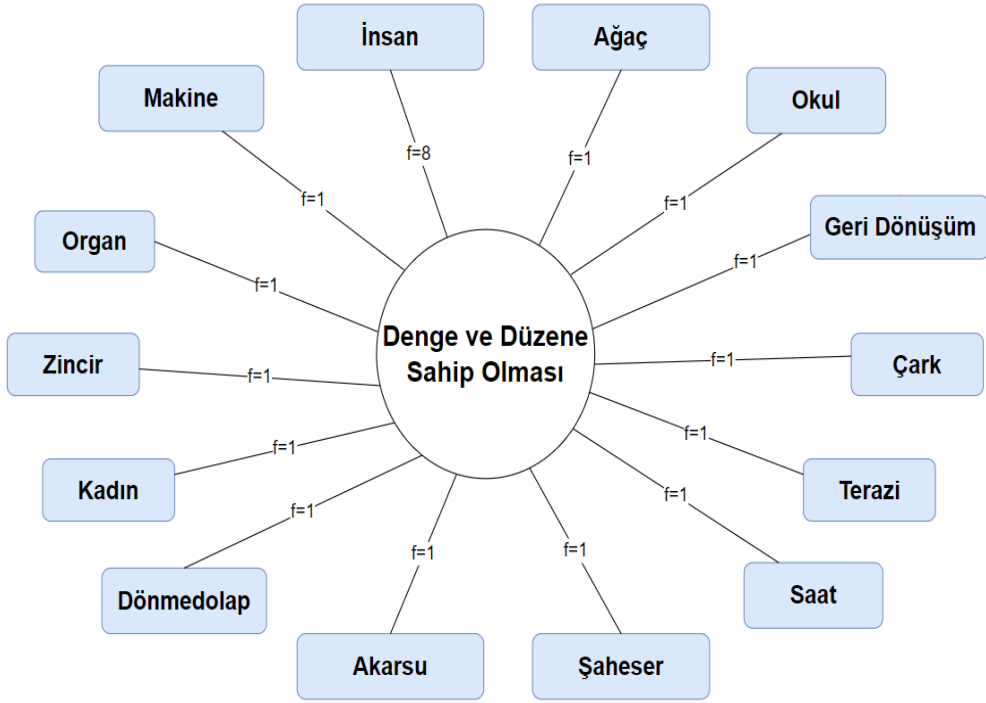 İnsan
Ağaç
Makine
Okul
f=8
f=1
f=1
f=1
Organ
Geri Dönüşüm
f=1
f=1
Denge ve Düzene
Sahip Olması
Zincir
f=1
f=1
Çark
Kadın
f=1
f=1
Terazi
f=1
f=1
Dönmedolap
f=1
f=1
Saat
Akarsu
Şaheser